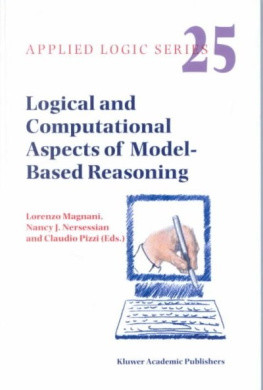 APPLIED LOGIC SERIES
25
Logical and
Computational
Aspects of Model-
Based Reasoning
Lorenzo Magnani,
Nancy J. Nersessian
and Claudio Pizzi (Eds.)
Kluwer Academic Publishers